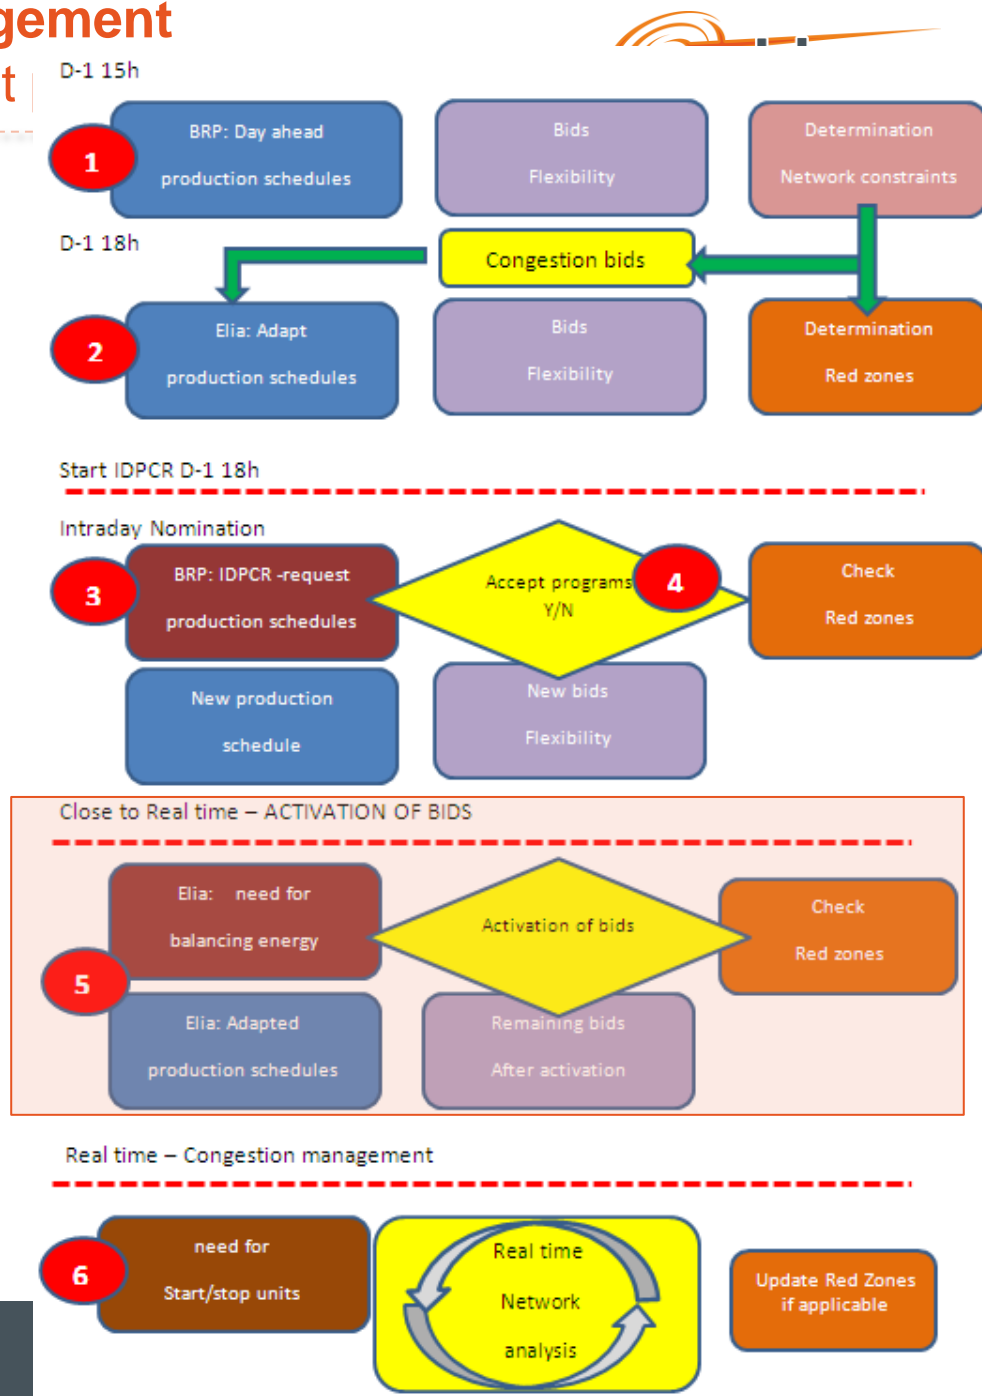 gement
t
D-1 15h
1
BRP: Day ahead
production schedules
Bids
Flexibility
Determination
Network constraints
D-1 18h
Congestion bids
2
Elia: Adapt
production schedules
Bids
Flexibility
Determination
Red zones
Start IDPCR D-1 18h
Intraday Nomination
3
BRP: IDPCR -request
production schedules
Accept programs
Y/N
4
Check
Red zones
New production
schedule
New bids
Flexibility
Close to Real time – ACTIVATION OF BIDS
Elia: need for
balancing energy
Activation of bids
Check
Red zones
5
Elia: Adapted
production schedules
Remaining bids
After activation
Real time – Congestion management
6
need for
Start/stop units
Real time
Network
analysis
Update Red Zones
if applicable